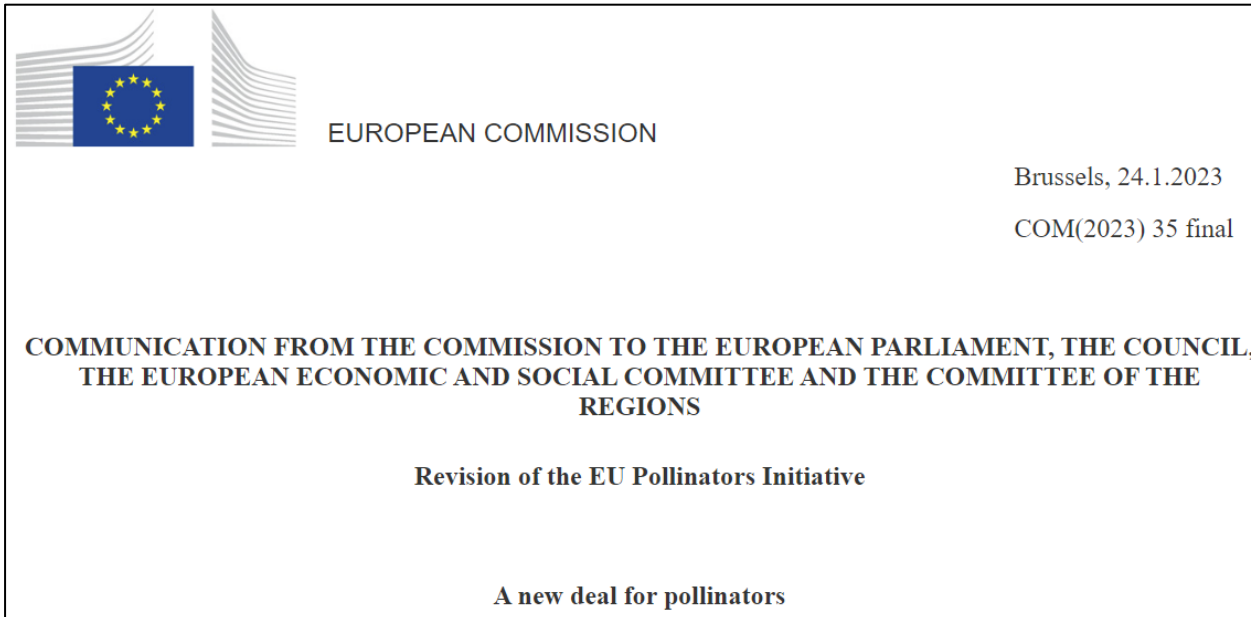 EUROPEAN COMMISSION
Brussels, 24.1.2023
COM(2023) 35 final
COMMUNICATION FROM THE COMMISSION TO THE EUROPEAN PARLIAMENT, THE COUNCIL,
THE EUROPEAN ECONOMIC AND SOCIAL COMMITTEE AND THE COMMITTEE OF THE
REGIONS
Revision of the EU Pollinators Initiative
A new deal for pollinators